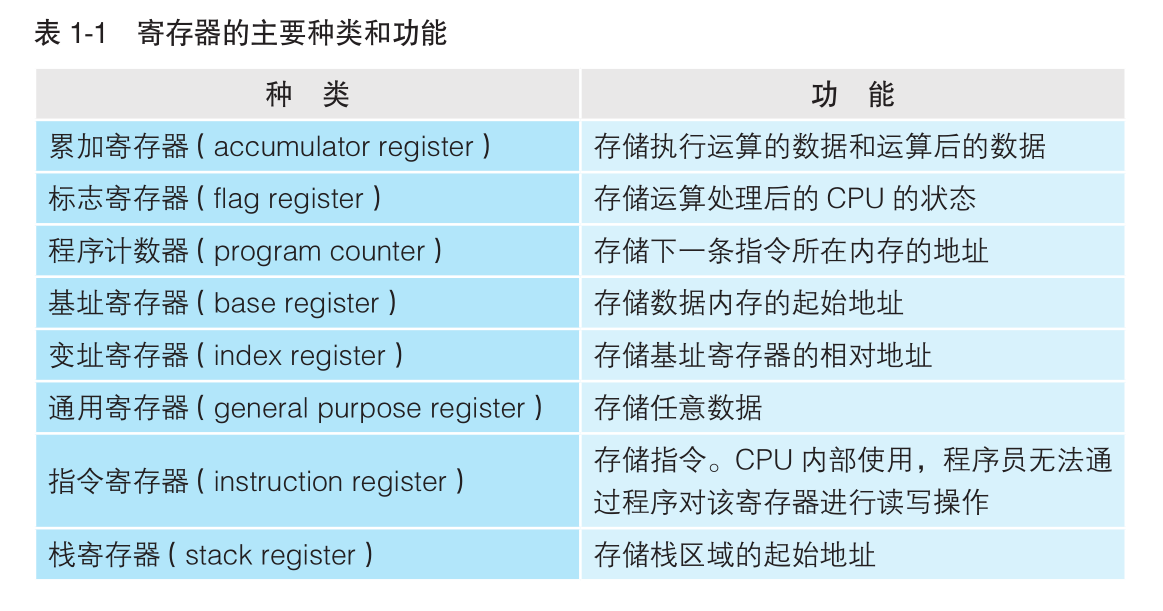 表 1-1 寄存器的主要种类和功能
种 类 功 能
累加寄存器（accumulator register） 存储执行运算的数据和运算后的数据
标志寄存器（flag register） 存储运算处理后的 CPU 的状态
程序计数器（program counter） 存储下一条指令所在内存的地址
基址寄存器（base register） 存储数据内存的起始地址
变址寄存器（index register） 存储基址寄存器的相对地址
通用寄存器（general purpose register） 存储任意数据
指令寄存器（instruction register） 存储指令。CPU 内部使用，程序员无法通
过程序对该寄存器进行读写操作
栈寄存器（stack register） 存储栈区域的起始地址